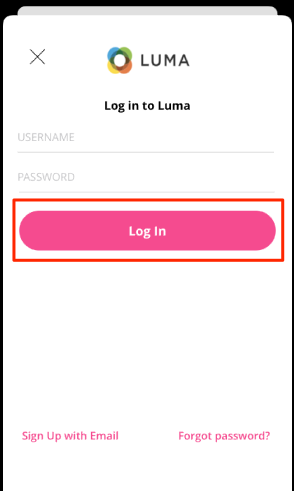 LUMA
Log in to Luma
USERNAME
PASSWORD
Log In
Sign Up with Email Forgot password?